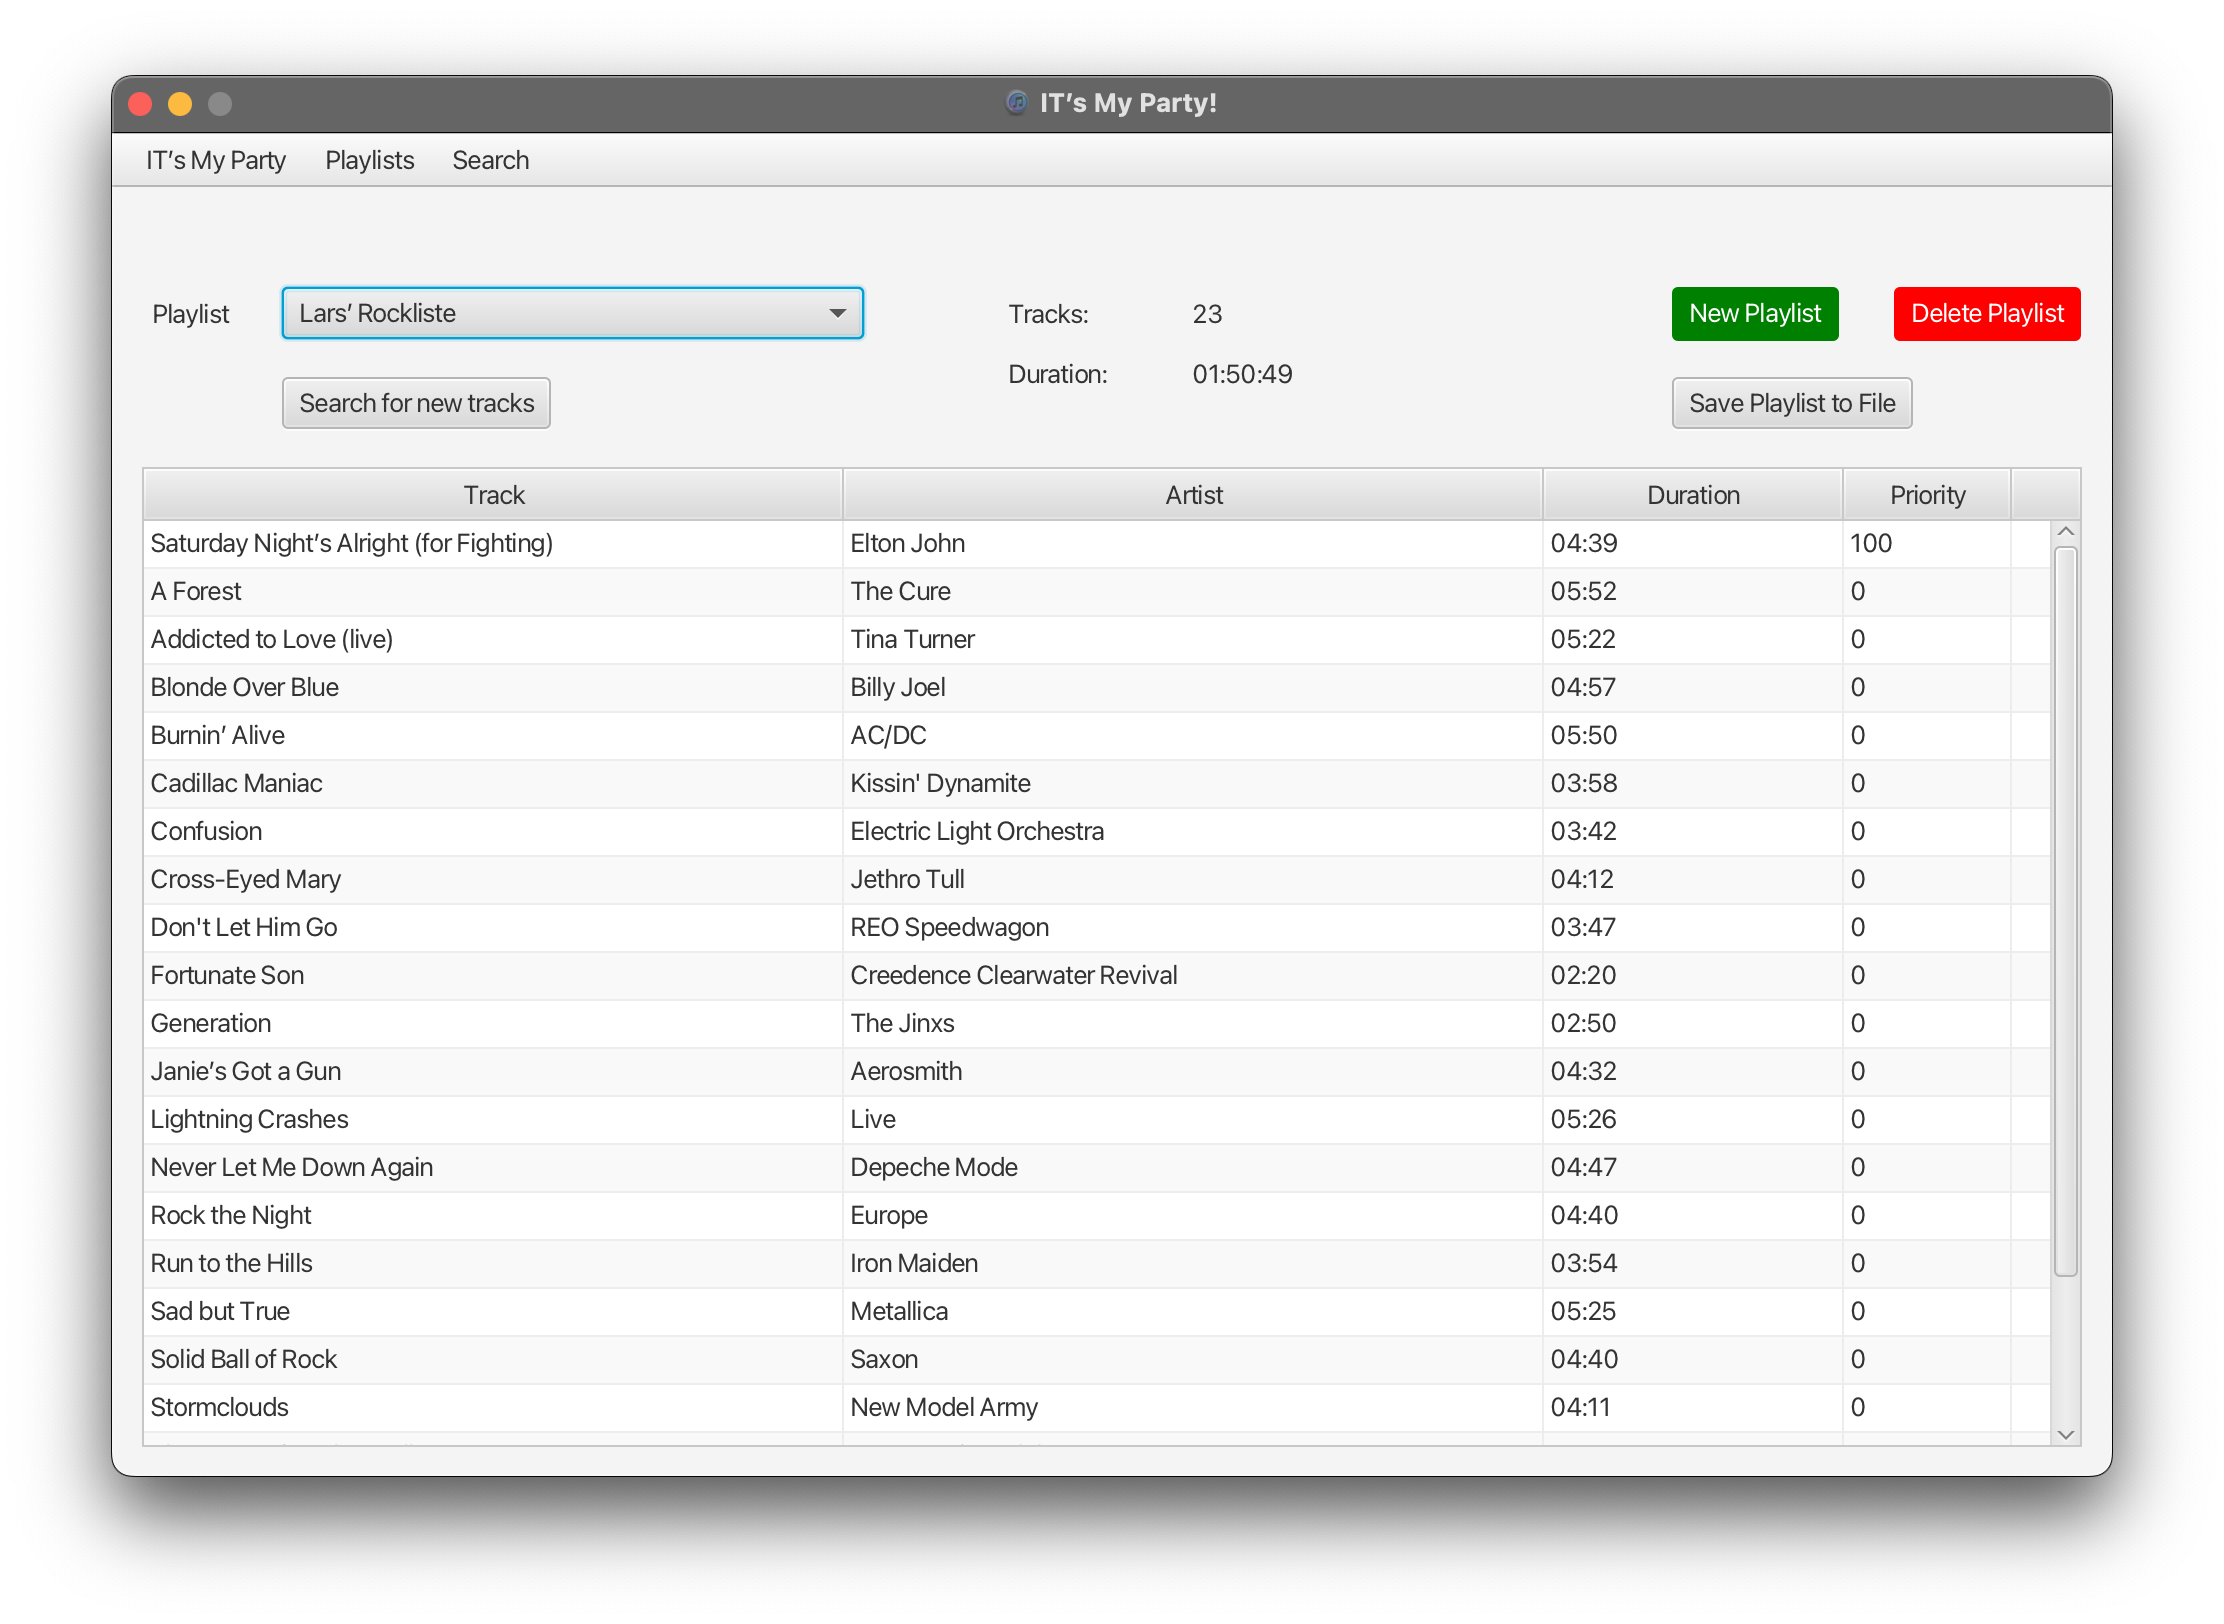 IT’s My Party!
IT’s My Party Playlists Search
Playlist Lars’ Rockliste Tracks: 23 New Playlist Delete Playlist
Duration: 01:50:49
Search for new tracks Save Playlist to File
Track Artist Duration Priority
Saturday Night’s Alright (for Fighting) Elton John 04:39 100
A Forest The Cure 05:52 0
Addicted to Love (live) Tina Turner 05:22 0
Blonde Over Blue Billy Joel 04:57 0
Burnin’ Alive AC/DC 05:50 0
Cadillac Maniac Kissin' Dynamite 03:58 0
Confusion Electric Light Orchestra 03:42 0
Cross-Eyed Mary Jethro Tull 04:12 0
Don't Let Him Go REO Speedwagon 03:47 0
Fortunate Son Creedence Clearwater Revival 02:20 0
Generation The Jinxs 02:50 0
Janie’s Got a Gun Aerosmith 04:32 0
Lightning Crashes Live 05:26 0
Never Let Me Down Again Depeche Mode 04:47 0
Rock the Night Europe 04:40 0
Run to the Hills Iron Maiden 03:54 0
Sad but True Metallica 05:25 0
Solid Ball of Rock Saxon 04:40 0
Stormclouds New Model Army 04:11 0